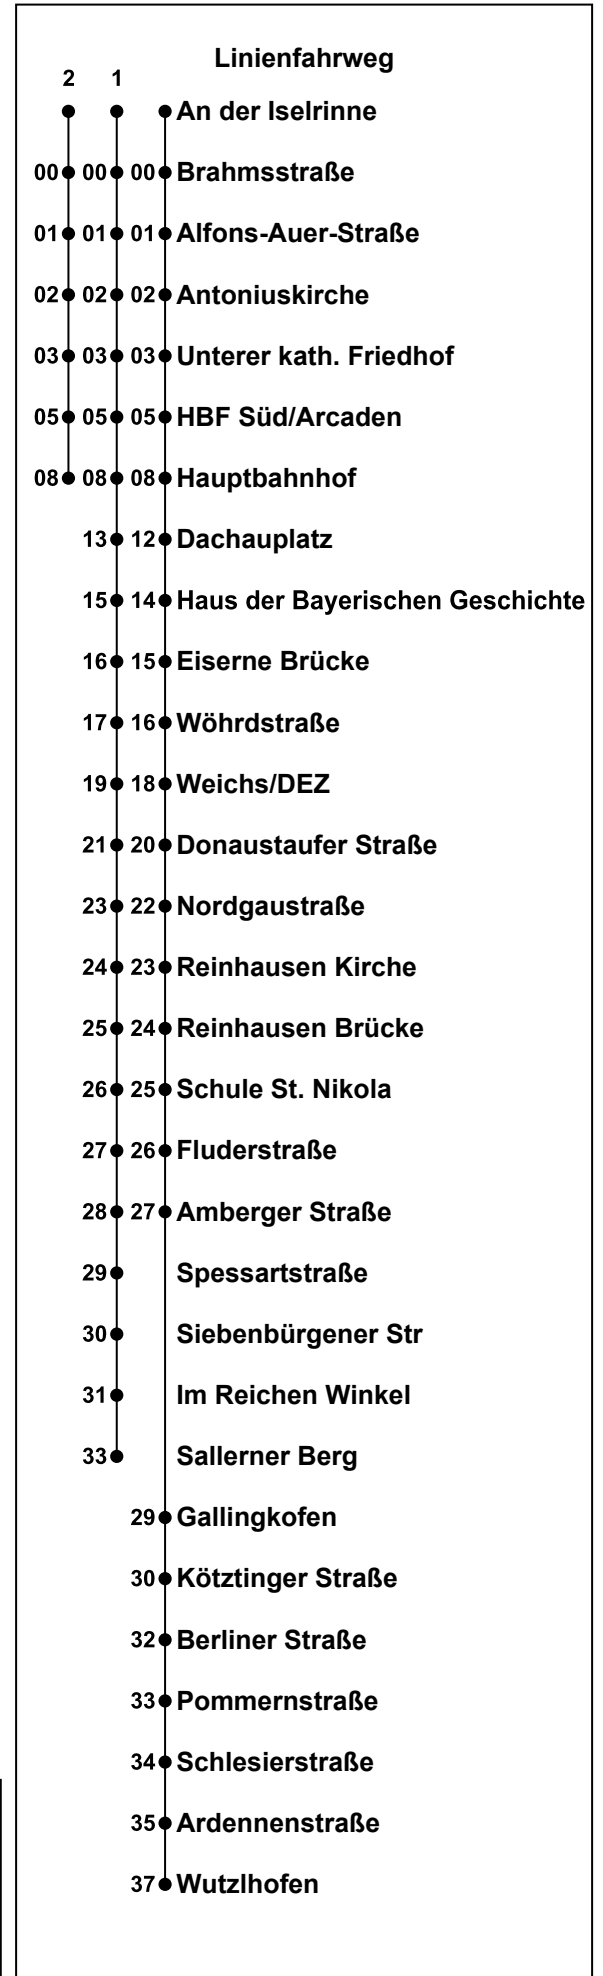 Linienfahrweg
2 1
An der Iselrinne
00 00 00 Brahmsstraße
01 01 01 Alfons-Auer-Straße
02 02 02 Antoniuskirche
03 03 03 Unterer kath. Friedhof
05 05 05 HBF Süd/Arcaden
08 08 08 Hauptbahnhof
13 12 Dachauplatz
15 14 Haus der Bayerischen Geschichte
16 15 Eiserne Brücke
17 16 Wöhrdstraße
19 18 Weichs/DEZ
21 20 Donaustaufer Straße
23 22 Nordgaustraße
24 23 Reinhausen Kirche
25 24 Reinhausen Brücke
26 25 Schule St. Nikola
27 26 Fluderstraße
28 27 Amberger Straße
29 Spessartstraße
30 Siebenbürgener Str
31 Im Reichen Winkel
33 Sallerner Berg
29 Gallingkofen
30 Kötztinger Straße
32 Berliner Straße
33 Pommernstraße
34 Schlesierstraße
35 Ardennenstraße
37 Wutzlhofen